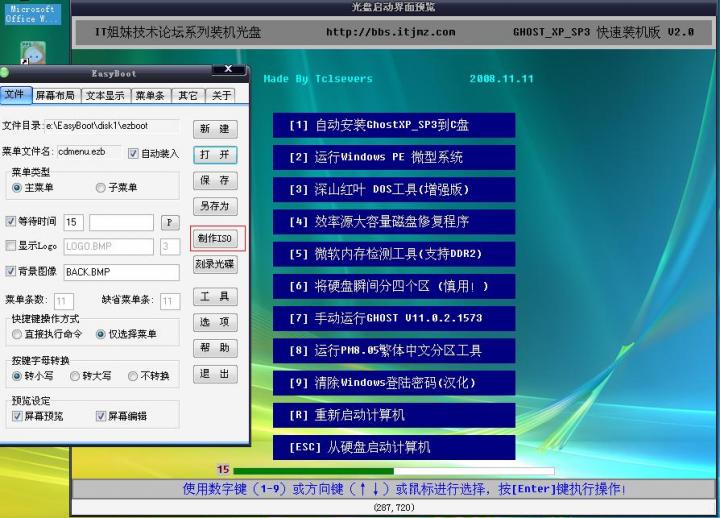 Microsoft
Office W...
光盘启动界面预览
IT姐妹技术论坛系列装机光盘 http://bbs.itjmz.com GHOST_XP_SP3 快速装机版 V2.0
Made By Tclsevers 2008.11.11
EasyBoot
文件 屏幕布局 文本显示 菜单条 其它 关于
文件目录: e:\EasyBoot\disk1\ezboot
新 建
菜单文件名: cdmenu.ezb 自动装入
打 开
菜单类型
主菜单 子菜单
保 存
另存为
等待时间 15 P
显示Logo LOGO.BMP 3
制作ISO
背景图像 BACK.BMP
刻录光碟
菜单条数: 11 缺省菜单条: 11
工 具
快捷键操作方式
直接执行命令 仅选择菜单
选 项
帮 助
按键字母转换
转小写 转大写 不转换
退 出
预览设定
屏幕预览 屏幕编辑
[1] 自动安装GhostXP_SP3到C盘
[2] 运行Windows PE 微型系统
[3] 深山红叶 DOS工具(增强版)
[4] 效率源大容量磁盘修复程序
[5] 微软内存检测工具(支持DDR2)
[6] 将硬盘瞬间分四个区 (慎用! )
[7] 手动运行GHOST V11.0.2.1573
[8] 运行PM8.05繁体中文分区工具
[9] 清除Windows登陆密码(汉化)
[R] 重新启动计算机
[ESC] 从硬盘启动计算机
15
使用数字键（1-9）或方向键（↑↓）或鼠标进行选择，按[Enter]键执行操作!
(287,720)